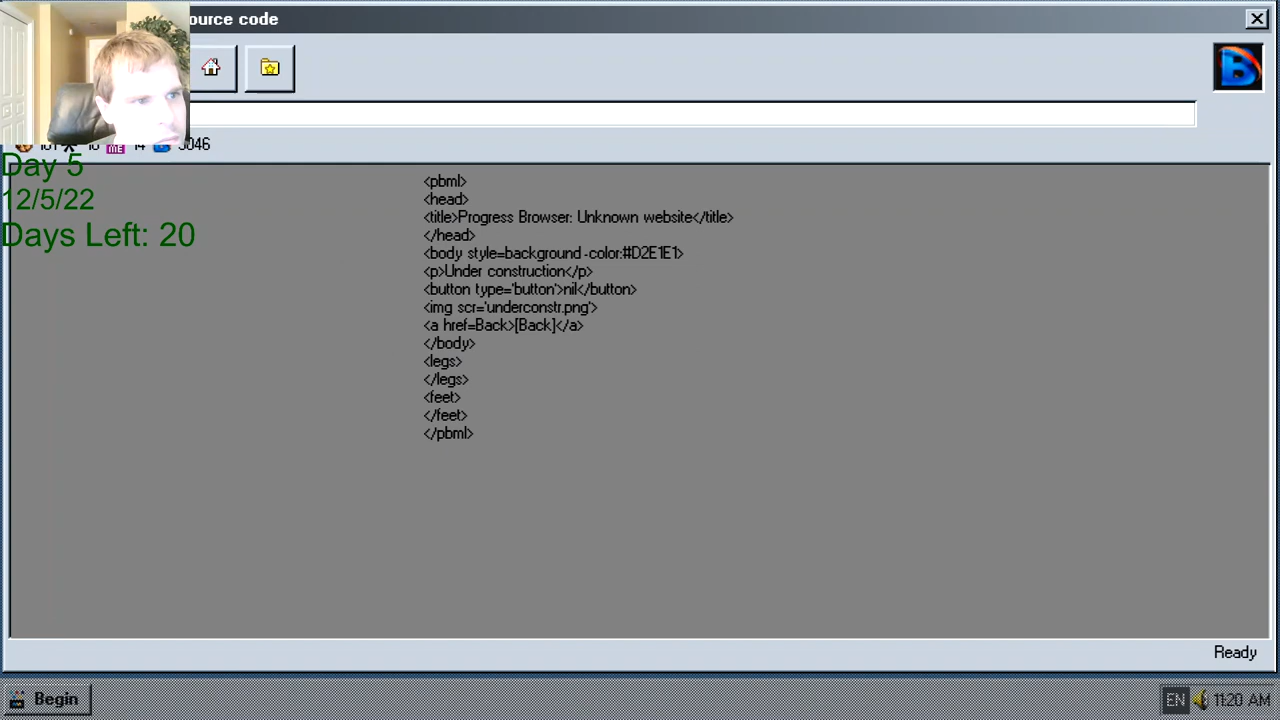 ource code
5046
Day 5
12/5/22
Days Left: 20
<pbml>
<head>
<title>Progress Browser: Unknown website</title>
</head>
<body style=background-color:#D2E1E1>
<p>Under construction</p>
<button type='button'>nil</button>
<img scr='underconstr.png'>
<a href=Back>[Back]</a>
</body>
<legs>
</legs>
<feet>
</feet>
</pbml>
Ready
Begin
EN 11:20 AM